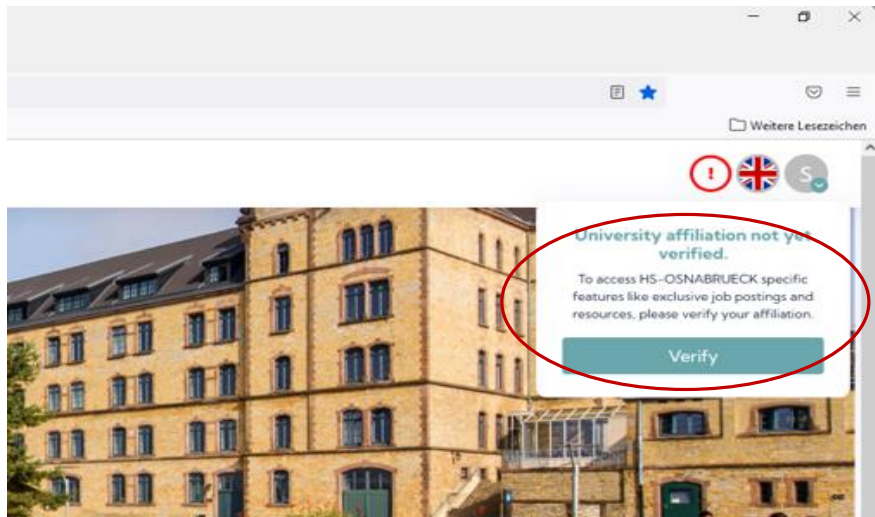 Weitere Lesezeichen
!
S
University affiliation not yet
verified.
To access HS-OSNABRUECK specific
features like exclusive job postings and
resources, please verify your affiliation.
Verify